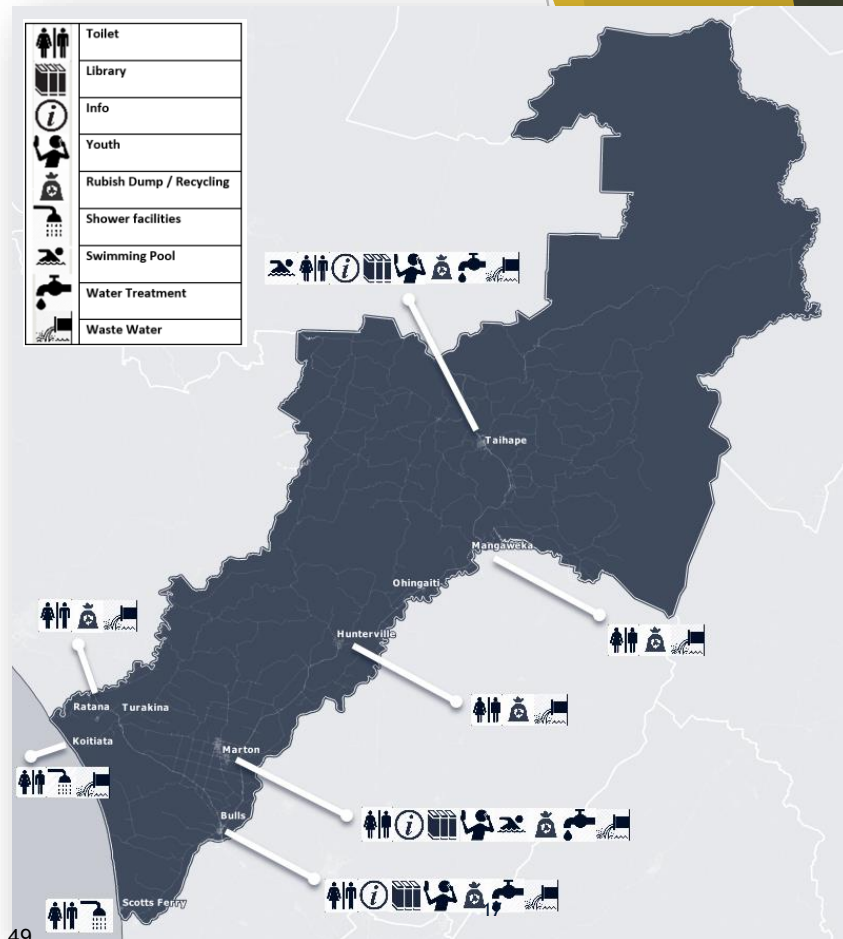 Toilet
Library
Info
Youth
Rubish Dump / Recycling
Shower facilities
Swimming Pool
Water Treatment
Waste Water
Taihape
Mangaweka
Ohingaiti
Hunterville
Ratana
Turakina
Koitiata
Marton
Bulls
Scotts Ferry
49